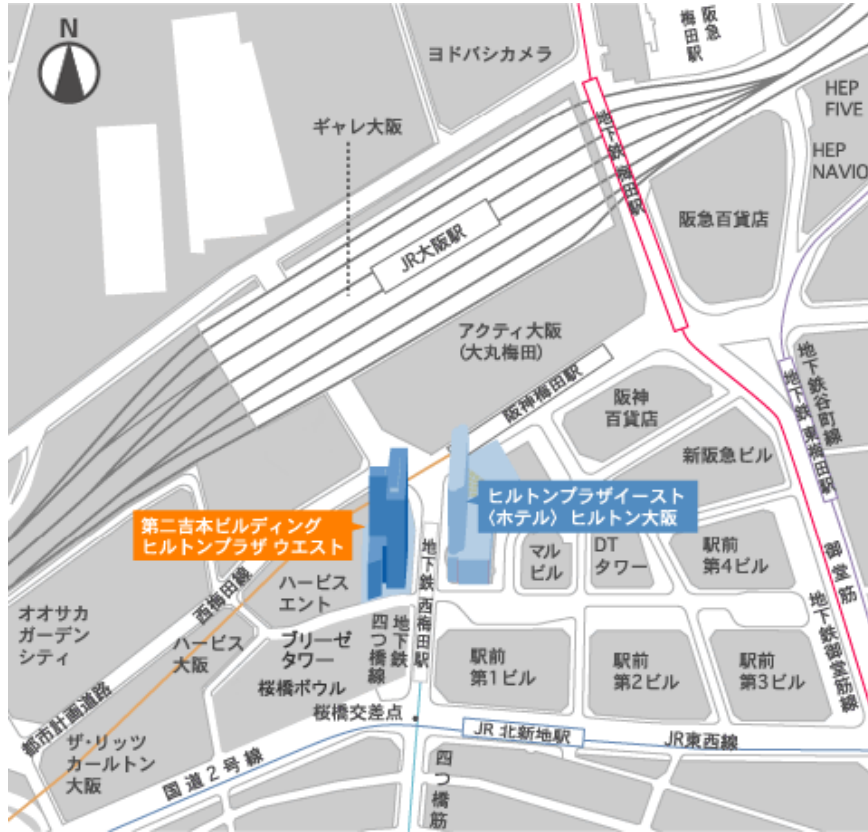 N
ヨドバシカメラ
阪急
梅田駅
HEP
FIVE
HEP
NAVIO
ギャレ大阪
地下鉄 梅田駅
阪急百貨店
JR大阪駅
アクティ大阪
(大丸梅田)
阪神梅田駅
阪神
百貨店
地下鉄谷町線
地下鉄 東梅田駅
新阪急ビル
ヒルトンプラザイースト
〈ホテル〉ヒルトン大阪
第二吉本ビルディング
ヒルトンプラザ ウエスト
地下鉄 西梅田駅
マル
ビル
DT
タワー
駅前
第4ビル
御堂筋
地下鉄御堂筋線
西梅田線
ハービス
エント
オオサカ
ガーデン
シティ
ハービス
大阪
ブリーゼ
タワー
地下鉄
四つ橋線
駅前
第1ビル
駅前
第2ビル
駅前
第3ビル
桜橋ボウル
桜橋交差点
都市計画道路
ザ・リッツ
カールトン
大阪
国道2号線
JR 北新地駅
JR東西線
四つ橋筋